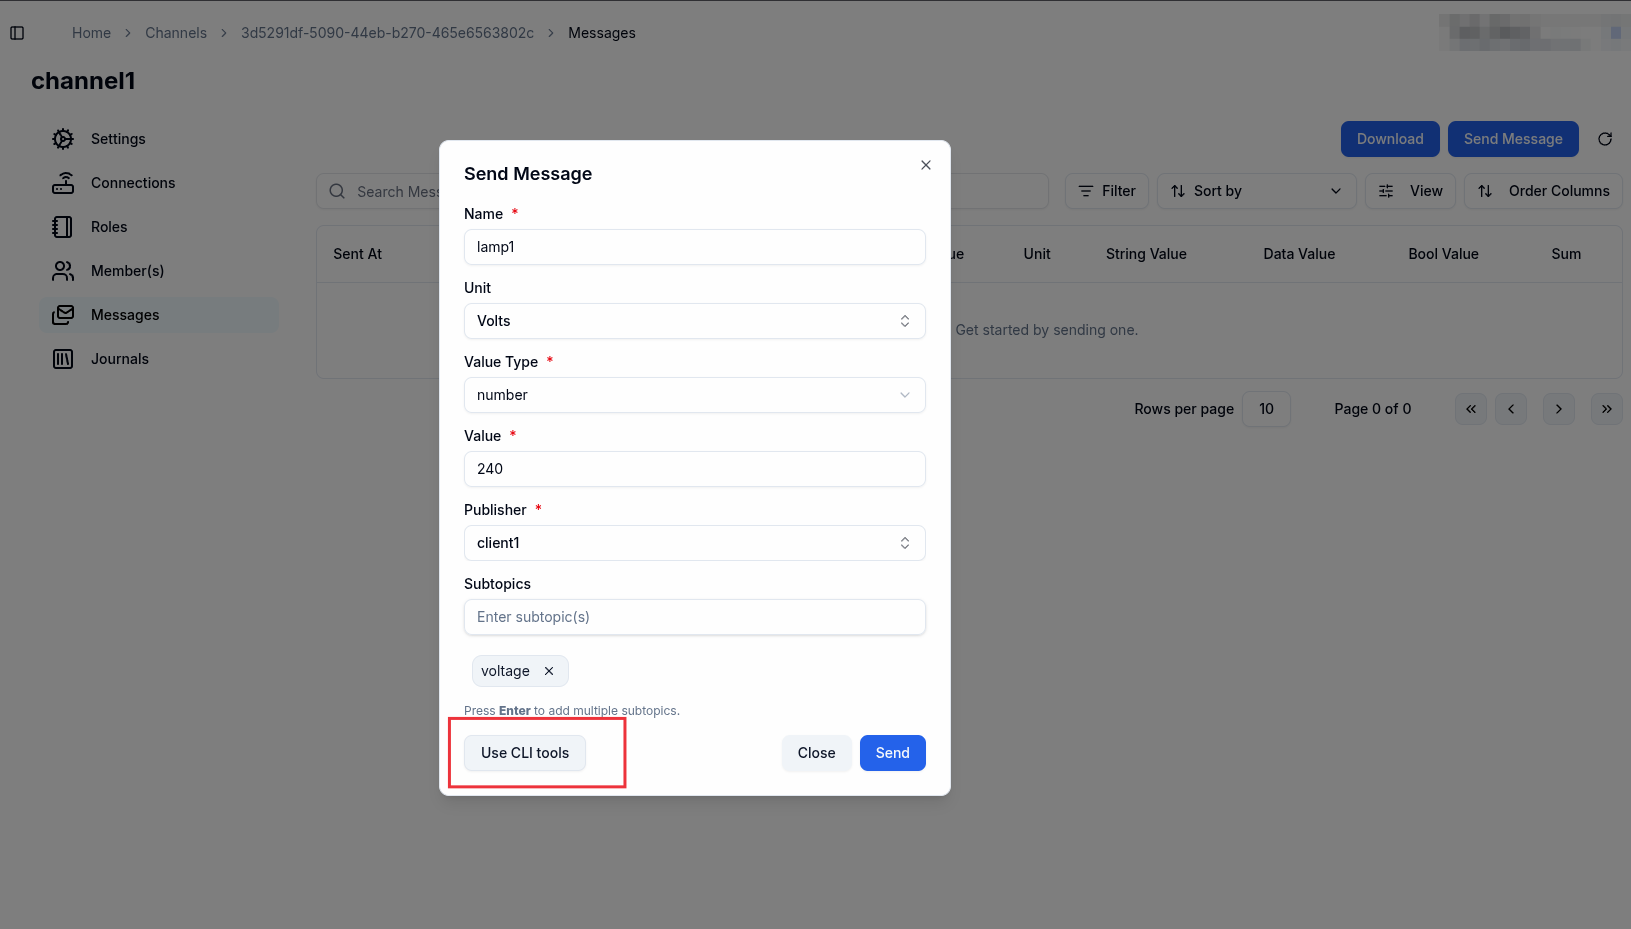 Home > Channels > 3d5291df-5090-44eb-b270-465e6563802c > Messages
channel1
Settings
Connections
Roles
Member(s)
Messages
Journals
Download
Send Message
Search Mess
Filter
Sort by
View
Order Columns
Sent At
ue
Unit
String Value
Data Value
Bool Value
Sum
Get started by sending one.
Rows per page
10
Page 0 of 0
Send Message
Name *
lamp1
Unit
Volts
Value Type *
number
Value *
240
Publisher *
client1
Subtopics
Enter subtopic(s)
voltage
Press Enter to add multiple subtopics.
Use CLI tools
Close
Send